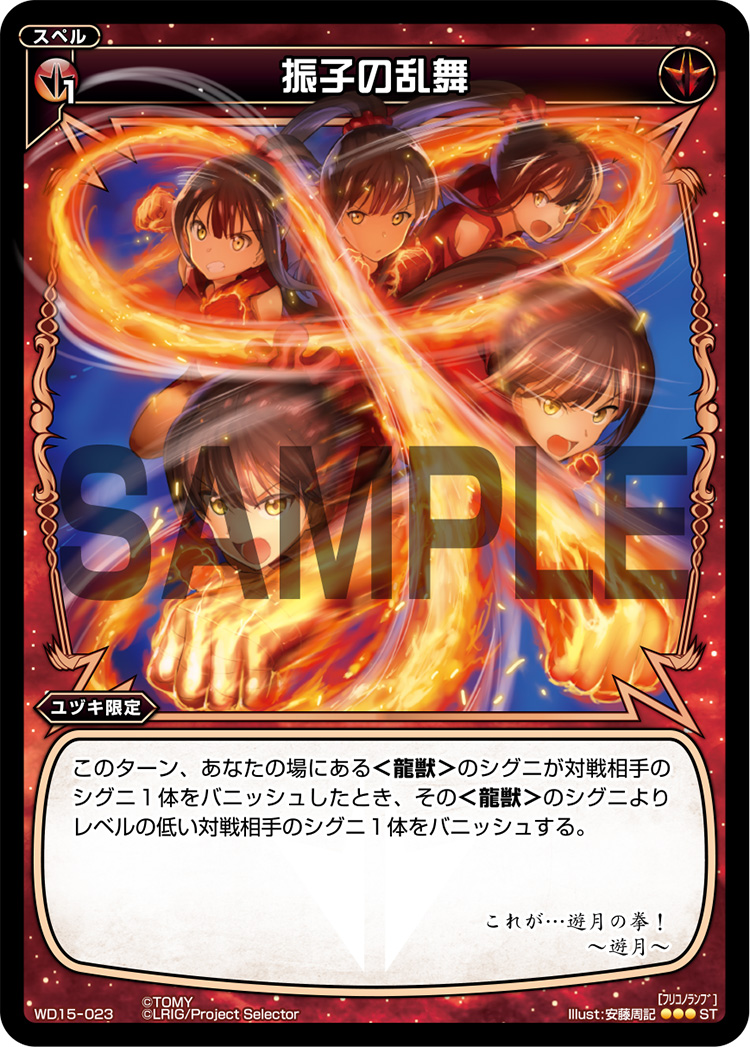 スペル
1
振子の乱舞
SAMPLE
ユヅキ限定
このターン、あなたの場にある<龍獣>のシグニが対戦相手の
シグニ1体をバニッシュしたとき、その<龍獣>のシグニより
レベルの低い対戦相手のシグニ1体をバニッシュする。
これが…遊月の拳!
〜遊月〜
©TOMY
[フリコノランブ]
WD15-023 ©LRIG/Project Selector Illust:安藤周記 ST